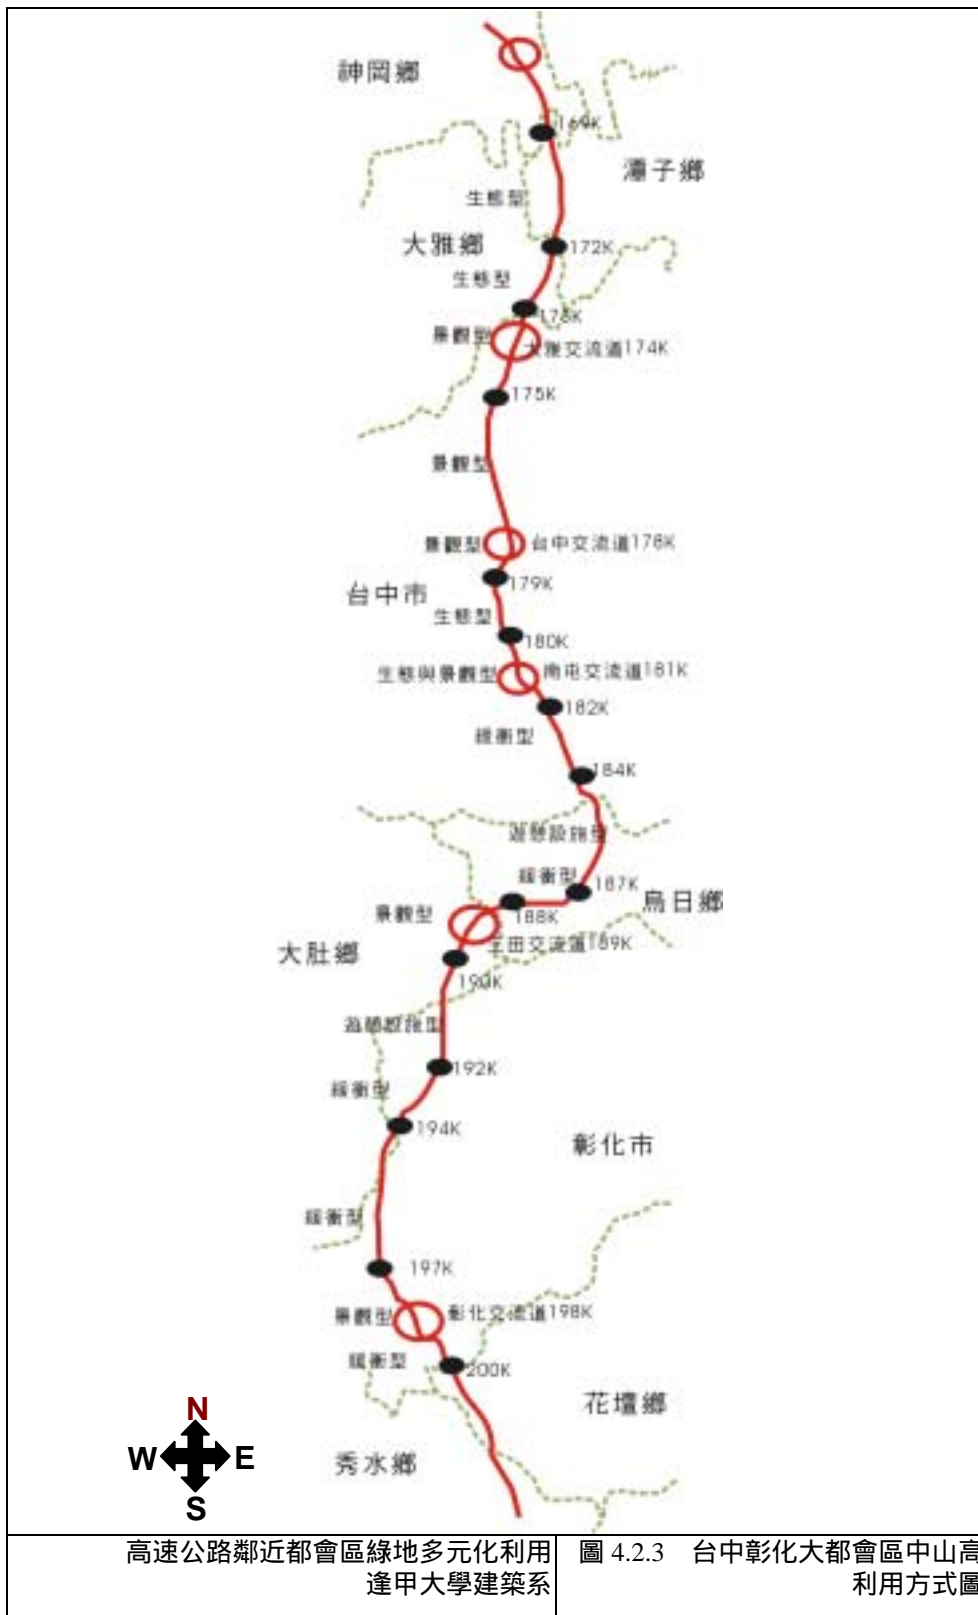 神岡鄉
169K
潭子鄉
生態型
大雅鄉
172K
生態型
173K
景觀型
大雅交流道174K
175K
景觀型
景觀型
台中交流道178K
179K
台中市
生態型
180K
生態與景觀型
南屯交流道181K
182K
緩衝型
184K
遊憩設施型
緩衝型
187K
烏日鄉
景觀型
188K
王田交流道189K
大肚鄉
190K
遊憩設施型
192K
緩衝型
194K
彰化市
緩衝型
197K
景觀型
彰化交流道198K
緩衝型
200K
花壇鄉
N
W
E
S
秀水鄉
高速公路鄰近都會區綠地多元化利用
逢甲大學建築系
圖 4.2.3 台中彰化大都會區中山高
利用方式圖